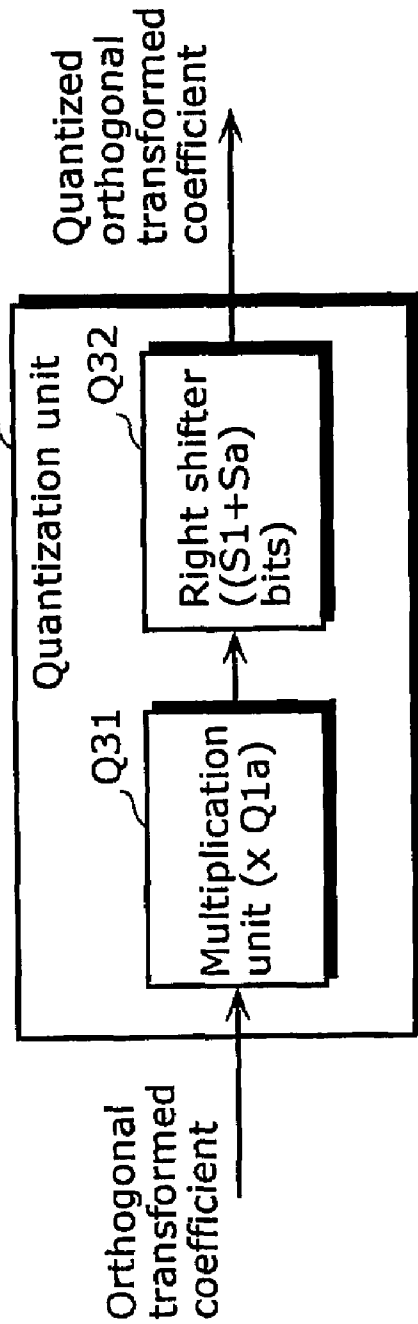 Orthogonal
transformed
coefficient
Quantization unit
Q31
Multiplication
unit (x Q1a)
Q32
Right shifter
((S1+Sa)
bits)
Quantized
orthogonal
transformed
coefficient